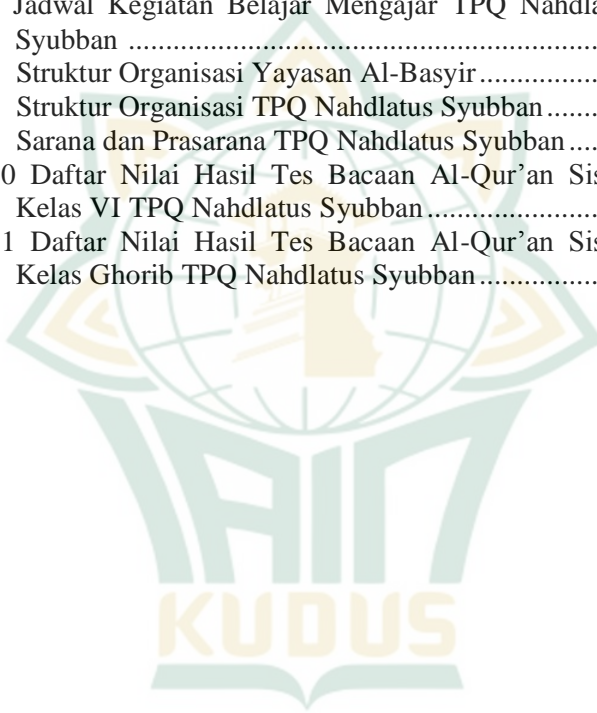 Jadwal Kegiatan Belajar Mengajar TPQ Nahdla
Syubban ............................................................
Struktur Organisasi Yayasan Al-Basyir.................
Struktur Organisasi TPQ Nahdlatus Syubban.......
Sarana dan Prasarana TPQ Nahdlatus Syubban....
0 Daftar Nilai Hasil Tes Bacaan Al-Qur’an Sis
Kelas VI TPQ Nahdlatus Syubban.......................
1 Daftar Nilai Hasil Tes Bacaan Al-Qur’an Sis
Kelas Ghorib TPQ Nahdlatus Syubban................
IAIN
KUDUS